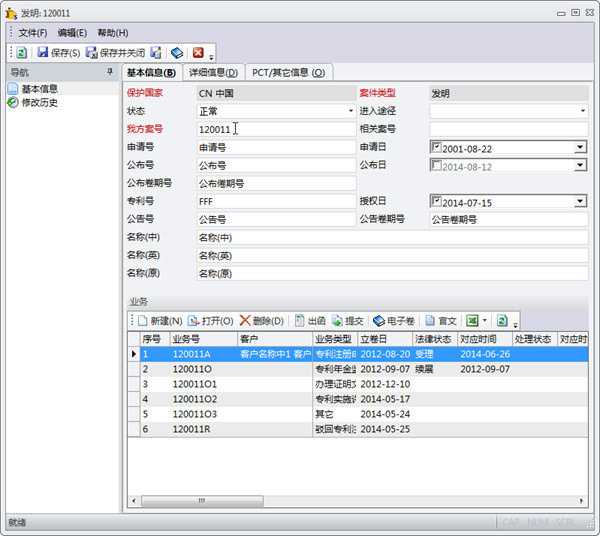 发明: 120011
文件(F) 编辑(E) 帮助(H)
保存(S) 保存并关闭
导航
基本信息
修改历史
基本信息(B) 详细信息(D) PCT/其它信息 (O)
保护国家 CN 中国 案件类型 发明
状态 正常 进入途径
我方案号 120011 相关案号
申请号 申请号 申请日 2001-08-22
公布号 公布号 公布日 2014-08-12
公布卷期号 公布卷期号
专利号 FFF 授权日 2014-07-15
公告号 公告号 公告卷期号 公告卷期号
名称(中) 名称(中)
名称(英) 名称(英)
名称(原) 名称(原)
业务
新建(N) 打开(O) 删除(D) 出函 提交 电子卷 官文
序号 业务号 客户 业务类型 立卷日 法律状态 对应时间 处理状态 对应时
1 120011A 客户名称中1 客户 专利注册 2012-08-20 受理 2014-06-26
2 120011O 专利年金 2012-09-07 续展 2012-09-07
3 120011O1 办理证明 2012-12-10
4 120011O2 专利实施 2014-05-17
5 120011O3 其它 2014-05-24
6 120011R 驳回专利 2014-05-25
就绪 CAP NUM SCRL